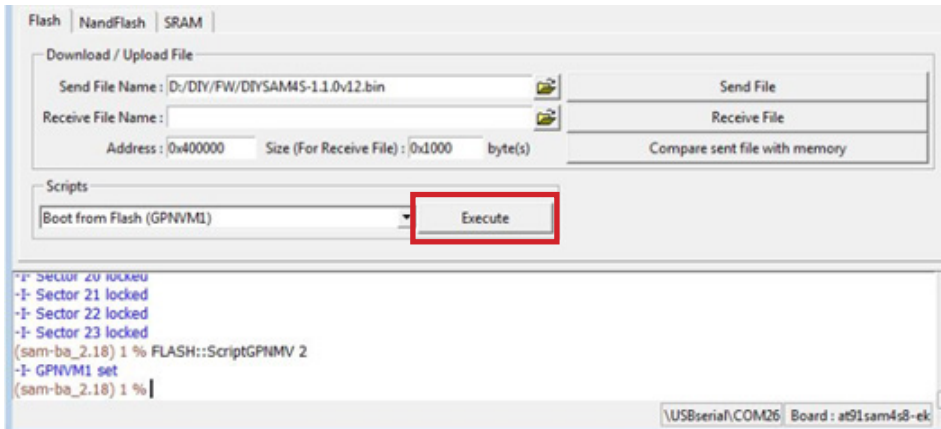 Flash NandFlash SRAM
Download / Upload File
Send File Name : D:/DIY/FW/DIYSAM4S-1.1.0v12.bin Send File
Receive File Name : Receive File
Address : 0x400000 Size (For Receive File) : 0x1000 byte(s) Compare sent file with memory
Scripts
Boot from Flash (GPNVM1) Execute
-I- Sector 20 locked
-I- Sector 21 locked
-I- Sector 22 locked
-I- Sector 23 locked
(sam-ba_2.18) 1 % FLASH::ScriptGPNMV 2
-I- GPNVM1 set
(sam-ba_2.18) 1 %
\USBserial\COM26 Board : at91sam4s8-ek